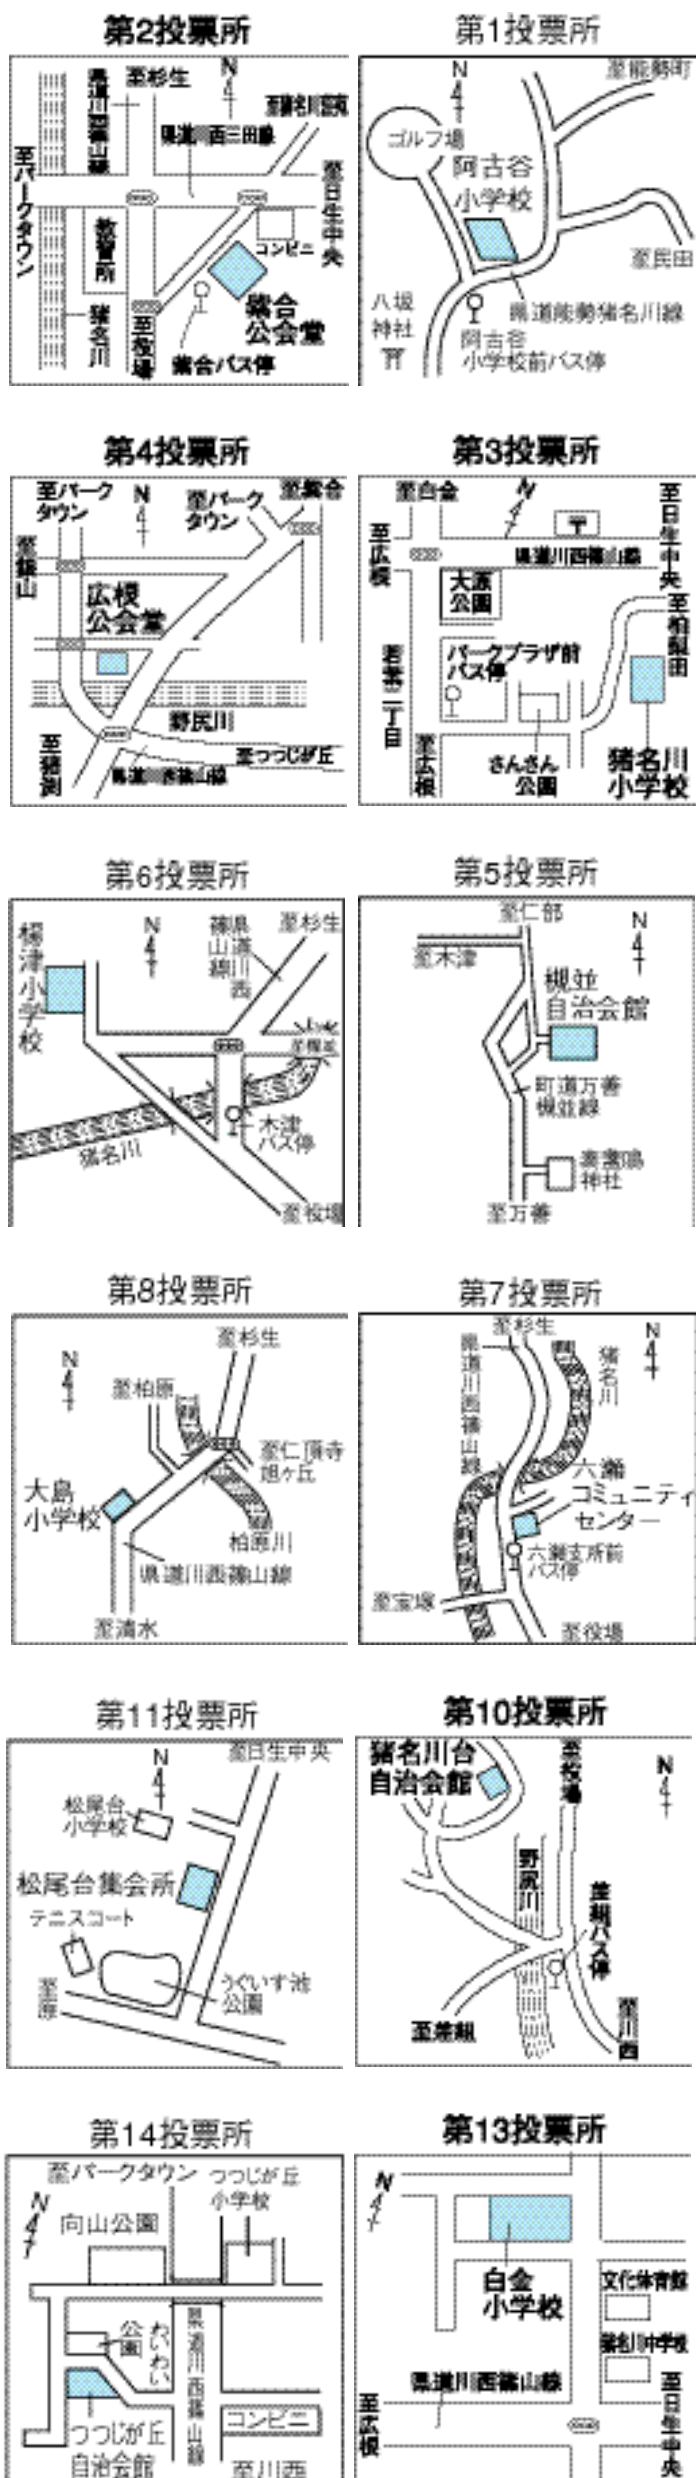 第2投票所
至杉生
N
県道川西篠山線
県道川西三田線
至猪名川台苑
至パークタウン
至日生中央
教習所
コンビニ
猪名川
至役場
紫合
公会堂
紫合バス停
第1投票所
N
至能勢町
ゴルフ場
阿古谷
小学校
至民田
八坂
神社
県道能勢猪名川線
阿古谷
小学校前バス停
第4投票所
至パーク
タウン
N
至パーク
タウン
至紫合
至銀山
広根
公会堂
野尻川
至猪渕
至つつじが丘
県道川西篠山線
第3投票所
至白金
N
〒
至日生中央
至広根
県道川西篠山線
大原
公園
至柏梨田
若葉二丁目
パークプラザ前
バス停
至広根
さんさん
公園
猪名川
小学校
第6投票所
楊津小学校
N
県道川西
篠山線
至杉生
至槻並
猪名川
木津
バス停
至役場
第5投票所
至仁部
N
至木津
槻並
自治会館
町道万善
槻並線
素盞嗚
神社
至万善
第8投票所
N
至杉生
至柏原
至仁頂寺
旭ヶ丘
大島
小学校
柏原川
県道川西篠山線
至清水
第7投票所
至杉生
県道川西篠山線
猪名川
N
六瀬
コミュニティ
センター
六瀬支所前
バス停
至宝塚
至役場
第11投票所
N
至日生中央
松尾台
小学校
松尾台集会所
テニスコート
至原
うぐいす池
公園
第10投票所
猪名川台
自治会館
至役場
N
野尻川
差組バス停
至差組
至川西
第14投票所
至パークタウン
つつじが丘
小学校
N
向山公園
わいわい
公園
県道川西篠山線
コンビニ
つつじが丘
自治会館
至川西
第13投票所
N
白金
小学校
文化体育館
猪名川中学校
県道川西篠山線
至広根
至日生中央